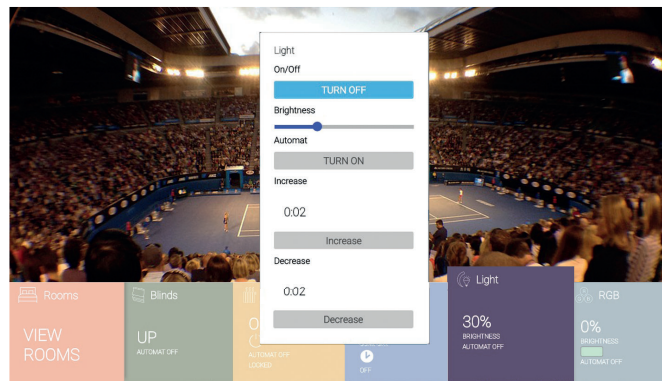 Light
On/Off
TURN OFF
Brightness
Automat
TURN ON
Increase
0:02
Increase
Decrease
0:02
Decrease
Rooms
VIEW
ROOMS
Blinds
UP
AUTOMAT OFF
AUTOMAT OFF
LOCKED
OFF
Light
30%
BRIGHTNESS
AUTOMAT OFF
RGB
0%
BRIGHTNESS
AUTOMAT OFF